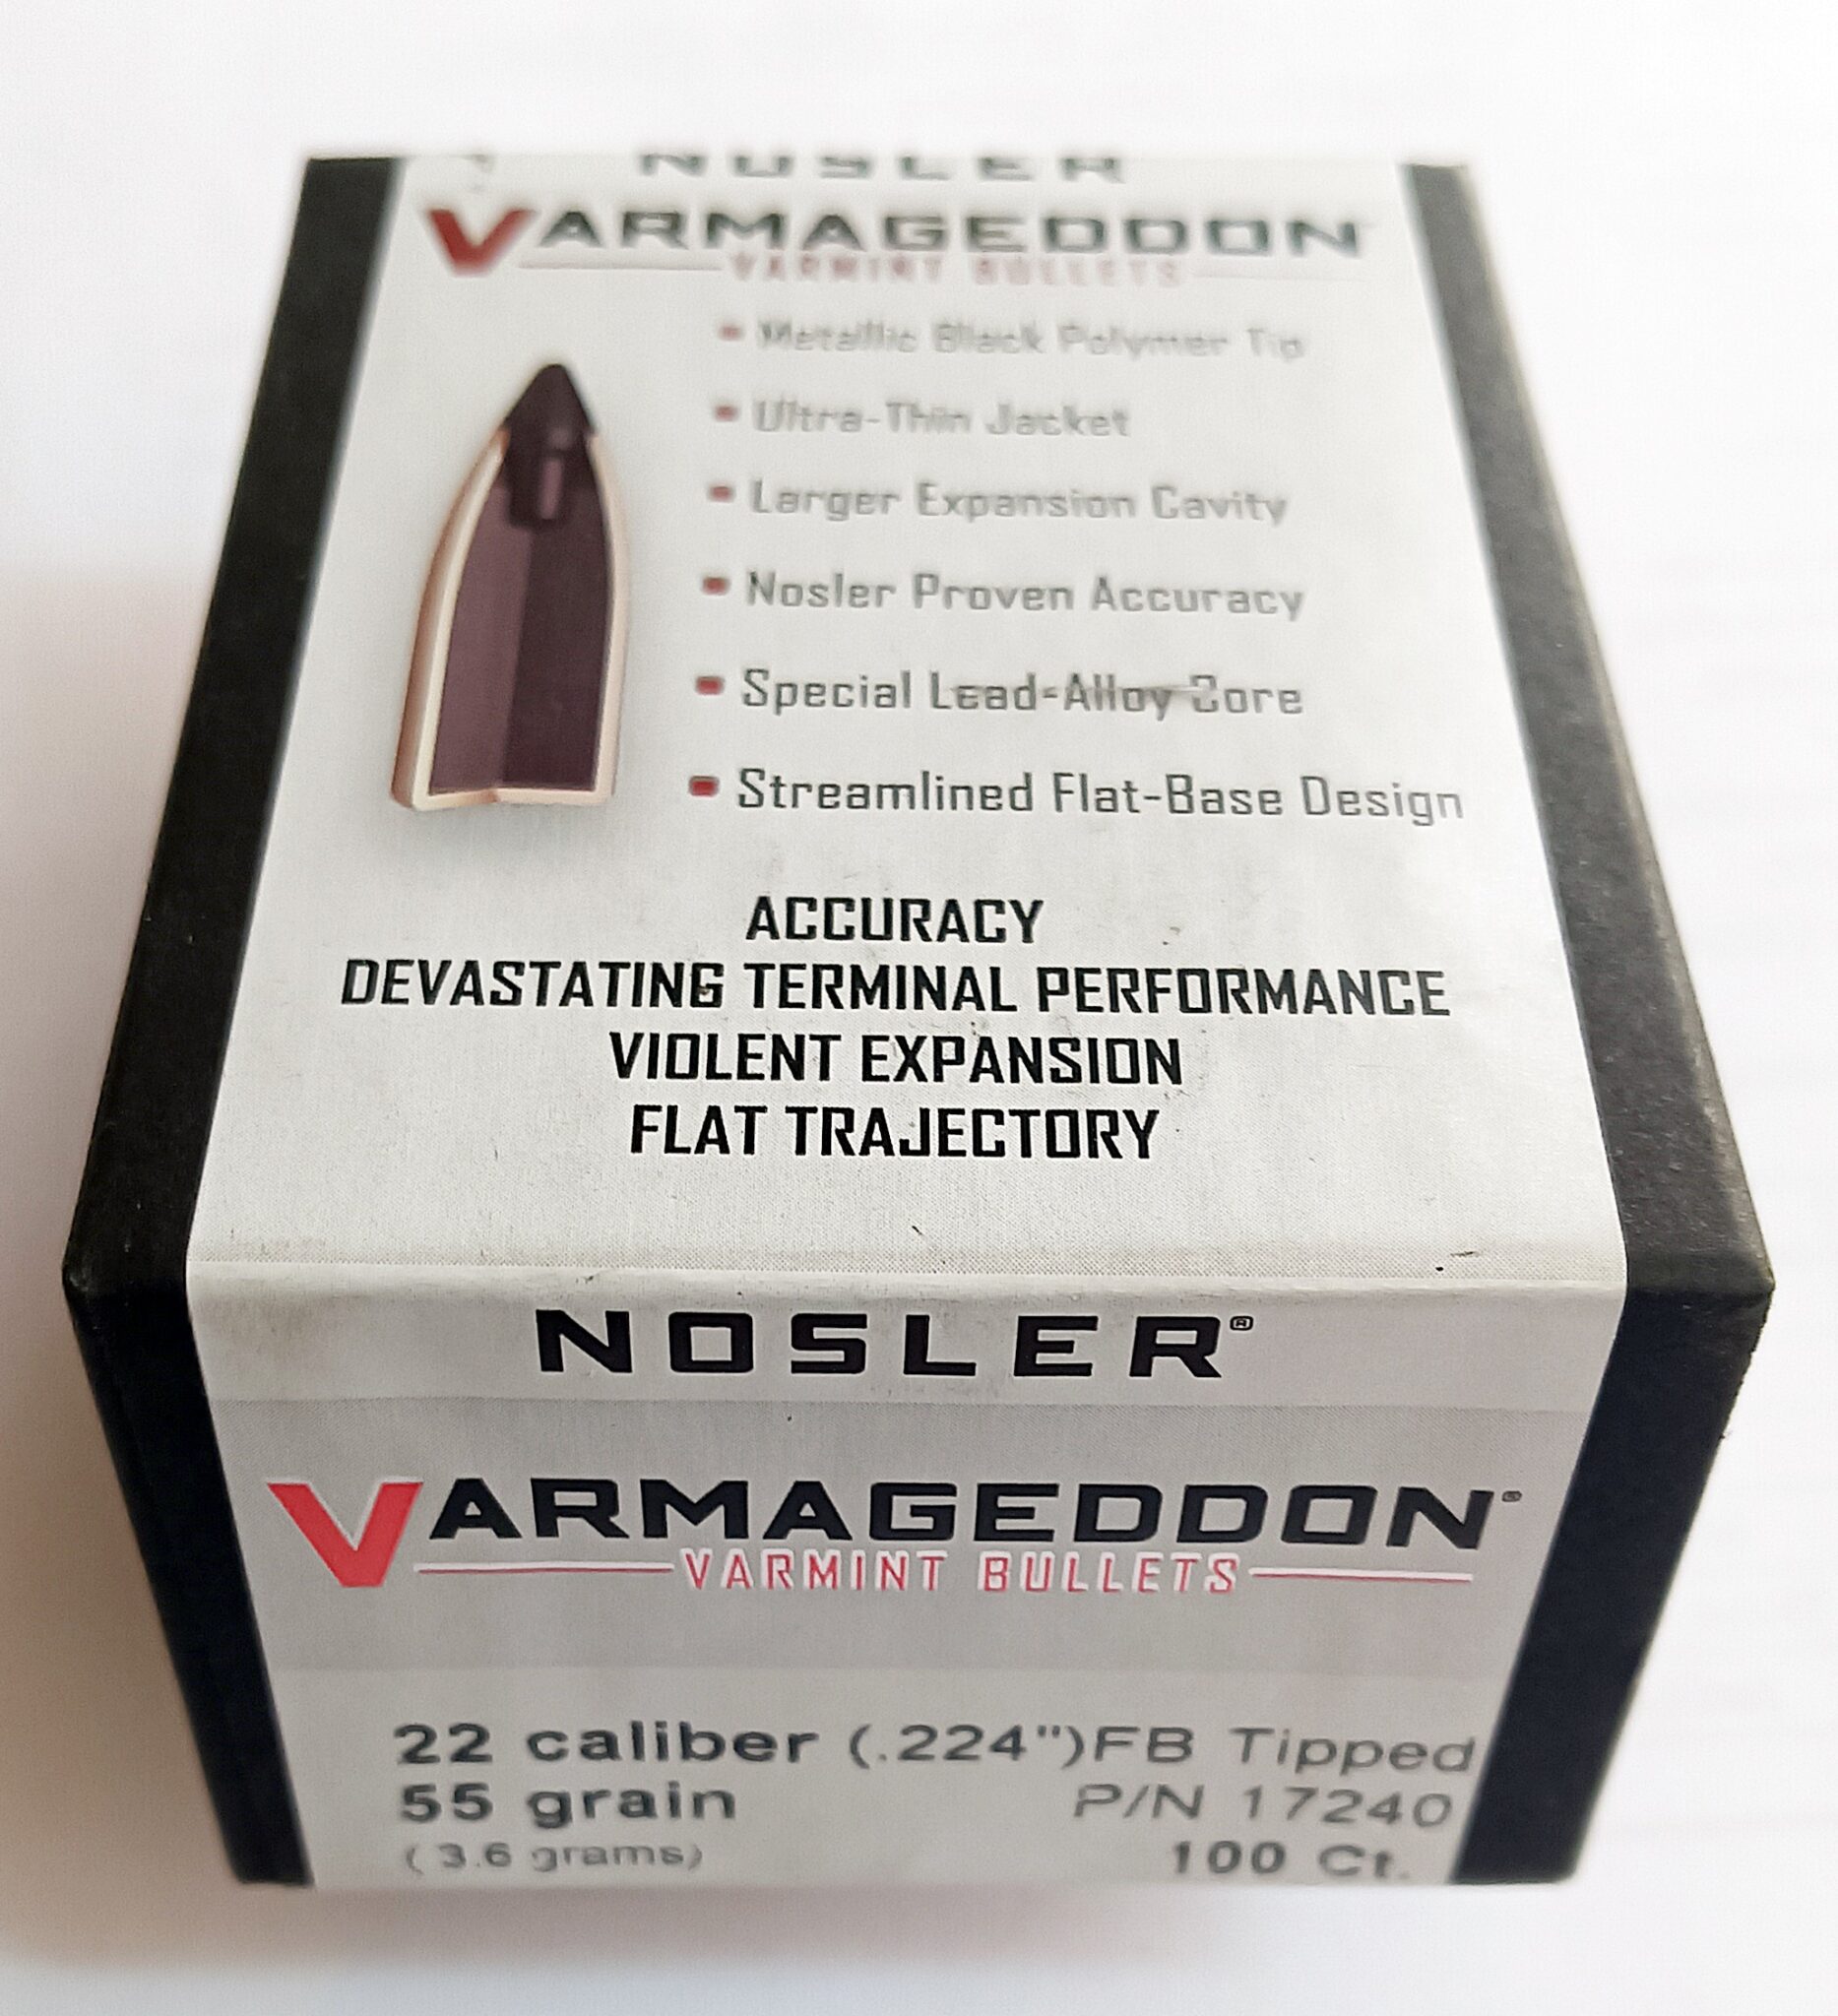 NOSLER
VARMAGEDDON
VARMINT BULLETS
Metallic Black Polymer Tip
Ultra-Thin Jacket
Larger Expansion Cavity
Nosler Proven Accuracy
Special Lead-Alloy Core
Streamlined Flat-Base Design
ACCURACY
DEVASTATING TERMINAL PERFORMANCE
VIOLENT EXPANSION
FLAT TRAJECTORY
NOSLER®
VARMAGEDDON®
VARMINT BULLETS
22 caliber (.224")FB Tipped
55 grain P/N 17240
(3.6 grams) 100 Ct.